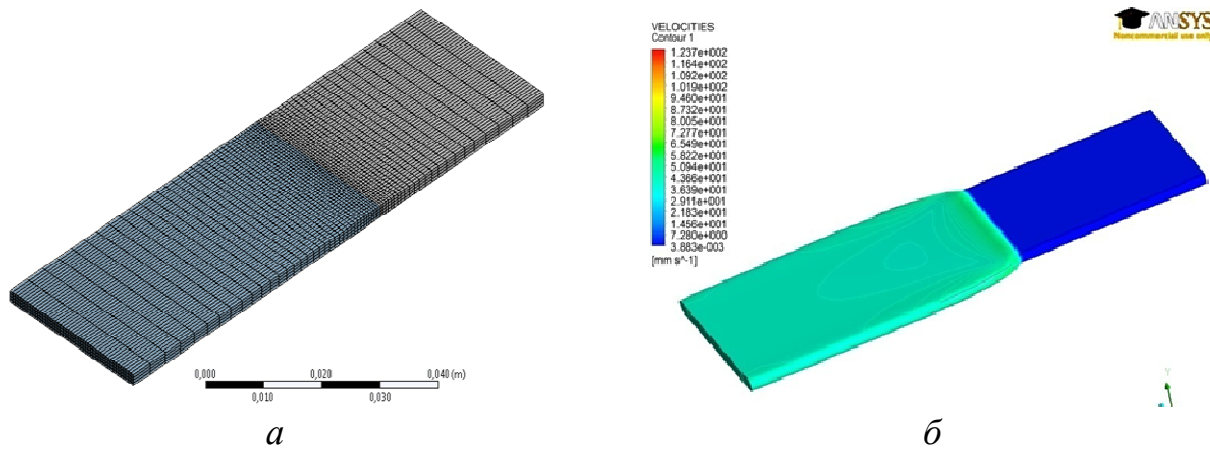 VELOCITIES
Contour 1
1.237e+002
1.164e+002
1.092e+002
1.019e+002
9.460e+001
8.732e+001
8.005e+001
7.277e+001
6.549e+001
5.822e+001
5.094e+001
4.366e+001
3.639e+001
2.911e+001
2.183e+001
1.456e+001
7.280e+000
3.883e-003
[mm s^-1]
ANSYS
Noncommercial use only
0,000 0,020 0,040 (m)
0,010 0,030
Y
а б